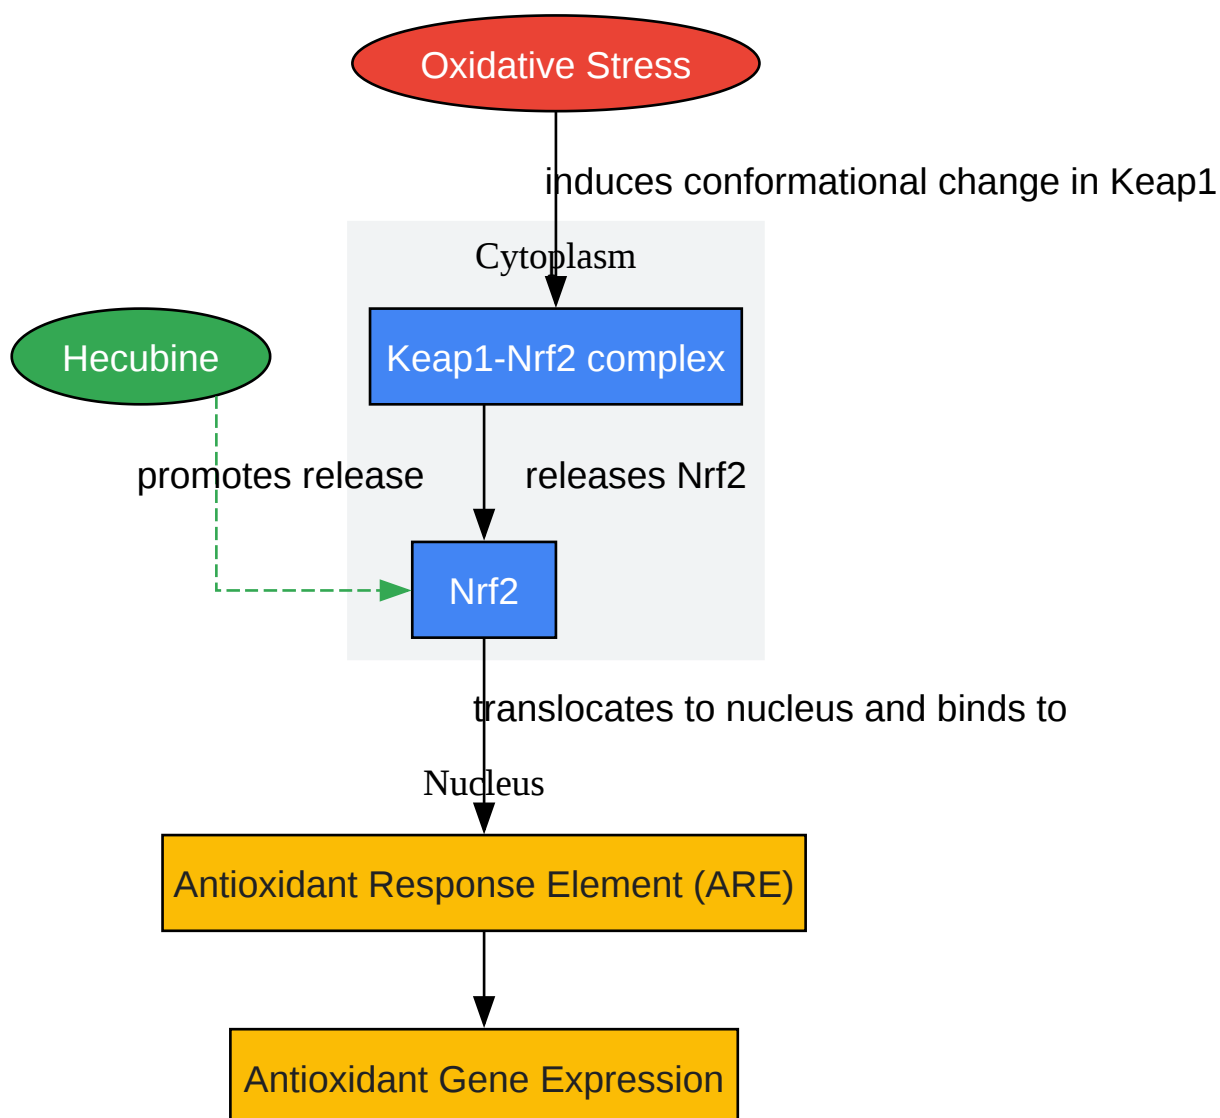 Oxidative Stress
induces conformational change in Keap1
Cytoplasm
Hecubine
Keap1-Nrf2 complex
promotes release
releases Nrf2
Nrf2
translocates to nucleus and binds to
Nucleus
Antioxidant Response Element (ARE)
Antioxidant Gene Expression